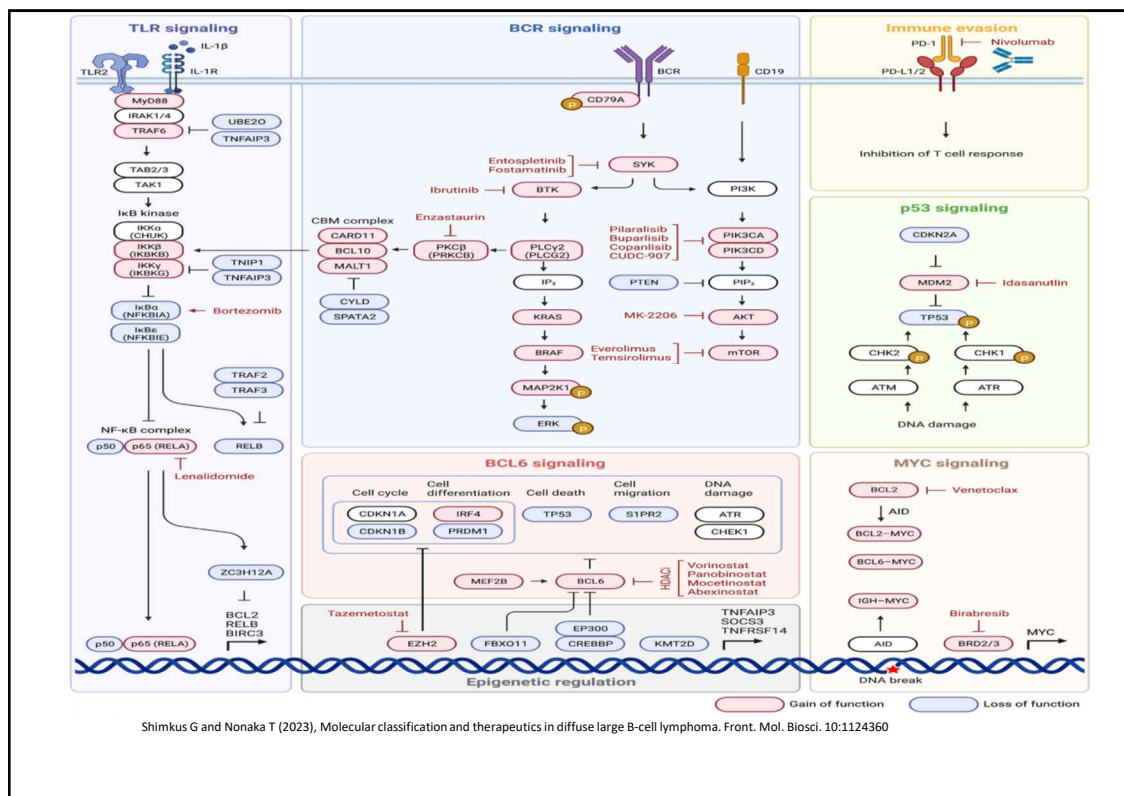 TLR signaling
IL-1β
TLR2
IL-1R
MyD88
IRAK1/4
TRAF6
UBE2O
TNFAIP3
TAB2/3
TAK1
IκB kinase
IKKα
(CHUK)
IKKβ
(IKBKB)
IKKγ
(IKBKG)
TNIP1
TNFAIP3
IκBα
(NFKBIA)
Bortezomib
IκBε
(NFKBIE)
TRAF2
TRAF3
NF-κB complex
p50
p65 (RELA)
RELB
Lenalidomide
ZC3H12A
BCL2
RELB
BIRC3
p50
p65 (RELA)
BCR signaling
BCR
CD19
P
CD79A
Entospletinib
Fostamatinib
SYK
Ibrutinib
BTK
PI3K
CBM complex
Enzastaurin
CARD11
BCL10
MALT1
PKCβ
(PRKCB)
PLCγ2
(PLCG2)
Pilaralisib
Buparlisib
Copanlisib
CUDC-907
PIK3CA
PIK3CD
CYLD
SPATA2
IP₃
PTEN
PIP₃
KRAS
MK-2206
AKT
BRAF
Everolimus
Temsirolimus
mTOR
MAP2K1
P
ERK
P
BCL6 signaling
Cell cycle
Cell
differentiation
Cell death
Cell
migration
DNA
damage
CDKN1A
IRF4
TP53
S1PR2
ATR
CDKN1B
PRDM1
CHEK1
MEF2B
BCL6
HDACi
Vorinostat
Panobinostat
Mocetinostat
Abexinostat
Tazemetostat
EZH2
FBXO11
EP300
CREBBP
KMT2D
TNFAIP3
SOCS3
TNFRSF14
Epigenetic regulation
Immune evasion
PD-1
Nivolumab
PD-L1/2
Inhibition of T cell response
p53 signaling
CDKN2A
MDM2
Idasanutlin
TP53
P
CHK2
P
CHK1
P
ATM
ATR
DNA damage
MYC signaling
BCL2
Venetoclax
AID
BCL2-MYC
BCL6-MYC
IGH-MYC
Birabresib
AID
BRD2/3
MYC
DNA break
Gain of function
Loss of function
Shimkus G and Nonaka T (2023), Molecular classification and therapeutics in diffuse large B-cell lymphoma. Front. Mol. Biosci. 10:1124360